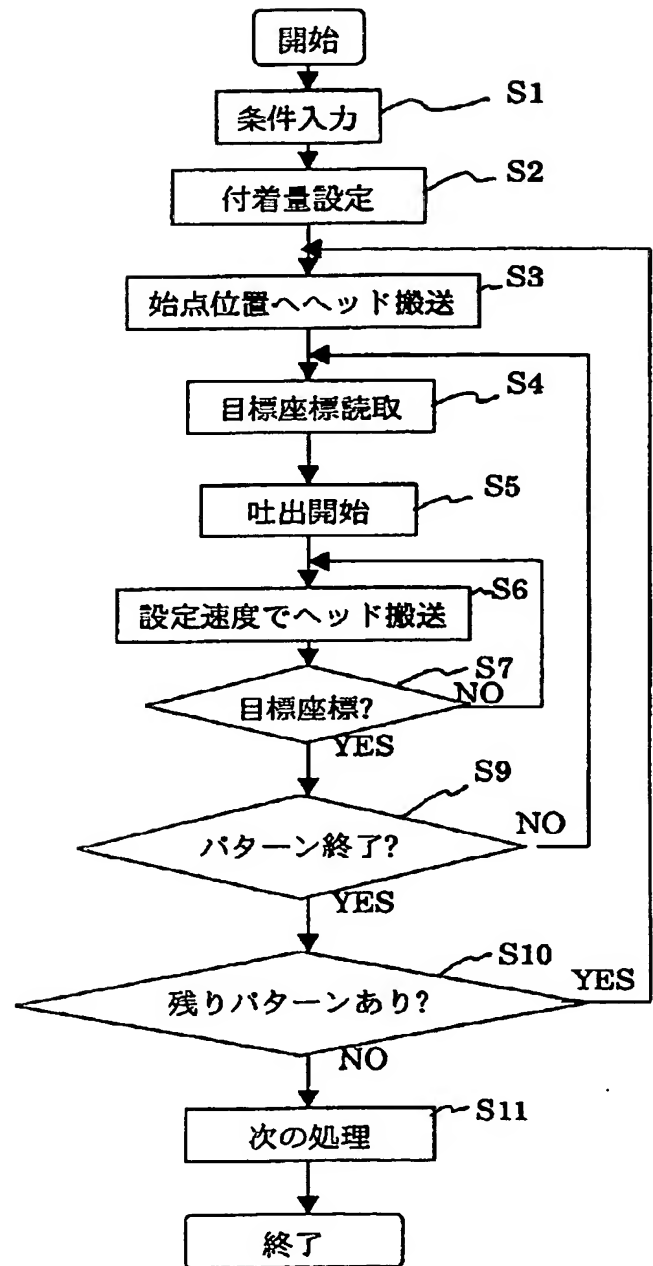 開始
条件入力
S1
付着量設定
S2
始点位置へヘッド搬送
S3
目標座標読取
S4
吐出開始
S5
設定速度でヘッド搬送
S6
目標座標?
S7
NO
YES
パターン終了?
S9
NO
YES
残りパターンあり?
S10
YES
NO
次の処理
S11
終了